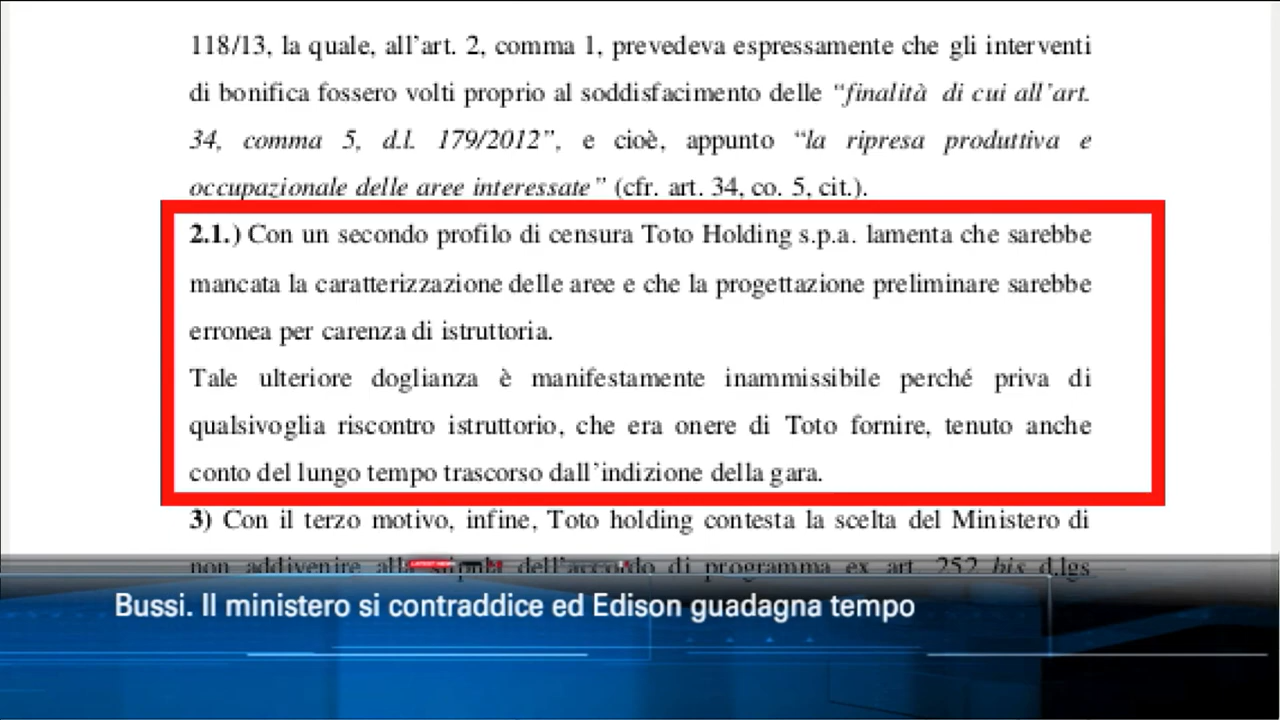 118/13, la quale, all'art. 2, comma 1, prevedeva espressamente che gli interventi
di bonifica fossero volti proprio al soddisfacimento delle “finalità di cui all'art.
34, comma 5, d.l. 179/2012”, e cioè, appunto “la ripresa produttiva e
occupazionale delle aree interessate” (cfr. art. 34, co. 5, cit.).
2.1.) Con un secondo profilo di censura Toto Holding s.p.a. lamenta che sarebbe
mancata la caratterizzazione delle aree e che la progettazione preliminare sarebbe
erronea per carenza di istruttoria.
Tale ulteriore doglianza è manifestamente inammissibile perché priva di
qualsivoglia riscontro istruttorio, che era onere di Toto fornire, tenuto anche
conto del lungo tempo trascorso dall'indizione della gara.
3) Con il terzo motivo, infine, Toto holding contesta la scelta del Ministero di
non addivenire alla stipula dell'accordo di programma ex art. 252 bis d.lgs
Bussi. Il ministero si contraddice ed Edison guadagna tempo